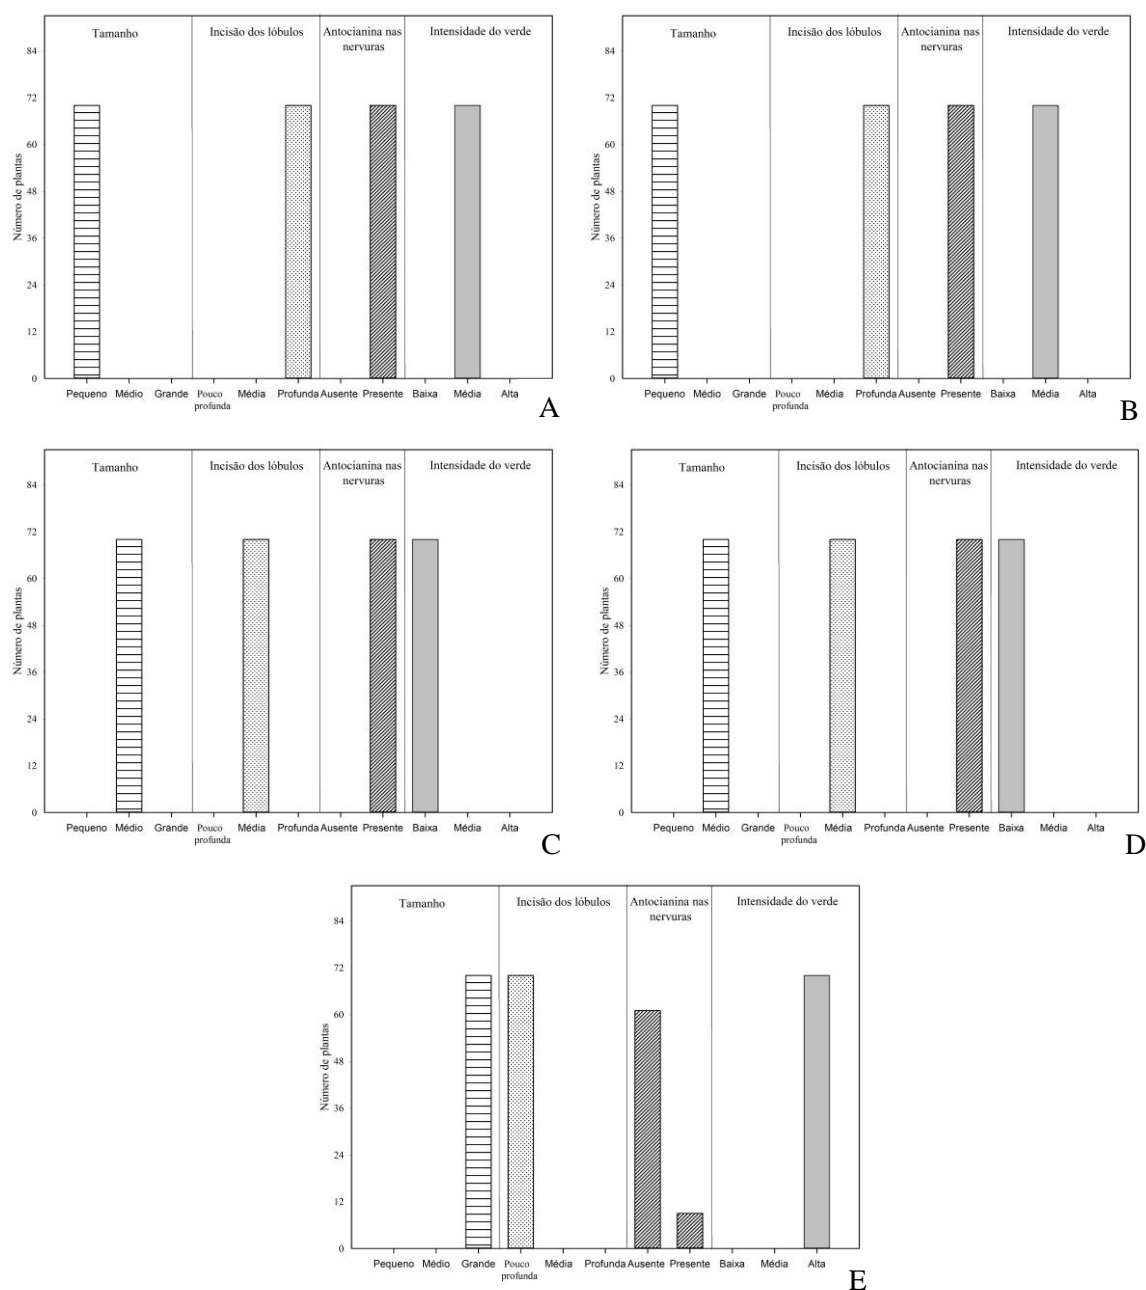 Tamanho
Incisão dos lóbulos
Antocianina nas
nervuras
Intensidade do verde
Número de plantas
84
72
60
48
36
24
12
0
Pequeno Médio Grande Pouco profunda Média Profunda Ausente Presente Baixa Média Alta
A
Tamanho
Incisão dos lóbulos
Antocianina nas
nervuras
Intensidade do verde
Número de plantas
84
72
60
48
36
24
12
0
Pequeno Médio Grande Pouco profunda Média Profunda Ausente Presente Baixa Média Alta
B
Tamanho
Incisão dos lóbulos
Antocianina nas
nervuras
Intensidade do verde
Número de plantas
84
72
60
48
36
24
12
0
Pequeno Médio Grande Pouco profunda Média Profunda Ausente Presente Baixa Média Alta
C
Tamanho
Incisão dos lóbulos
Antocianina nas
nervuras
Intensidade do verde
Número de plantas
84
72
60
48
36
24
12
0
Pequeno Médio Grande Pouco profunda Média Profunda Ausente Presente Baixa Média Alta
D
Tamanho
Incisão dos lóbulos
Antocianina nas
nervuras
Intensidade do verde
Número de plantas
84
72
60
48
36
24
12
0
Pequeno Médio Grande Pouco profunda Média Profunda Ausente Presente Baixa Média Alta
E